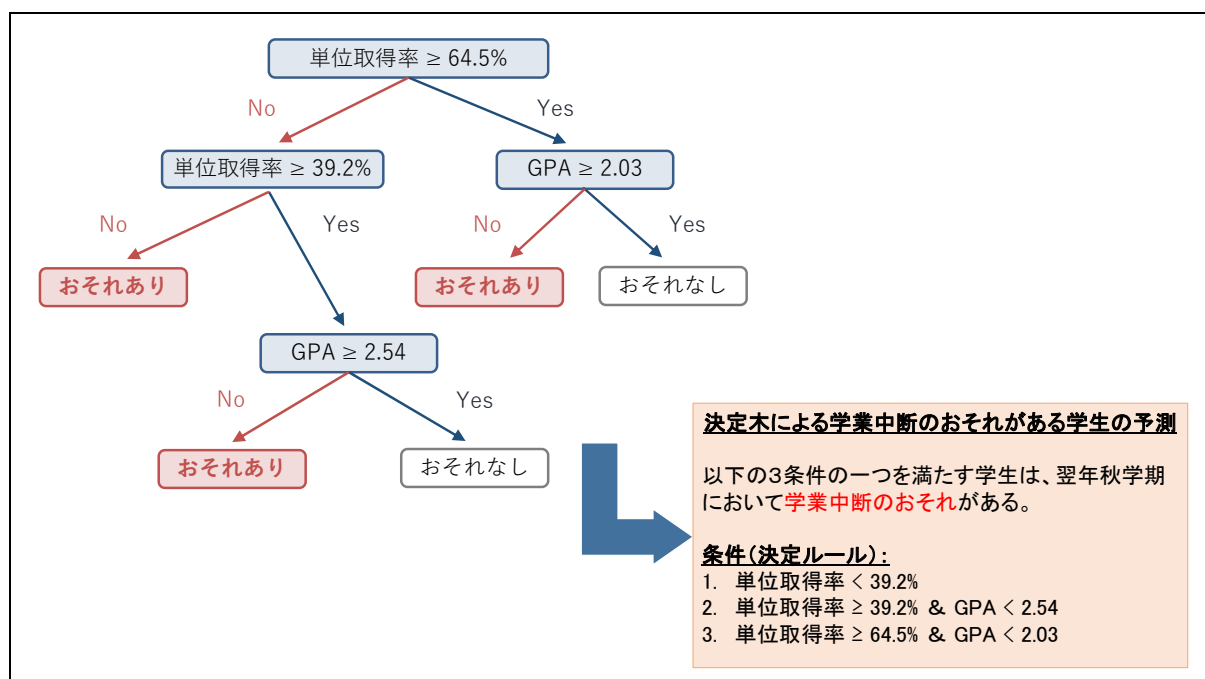 単位取得率 ≥ 64.5%
No
Yes
単位取得率 ≥ 39.2%
GPA ≥ 2.03
No
Yes
No
Yes
おそれあり
おそれあり
おそれなし
GPA ≥ 2.54
No
Yes
おそれあり
おそれなし
決定木による学業中断のおそれがある学生の予測
以下の3条件の一つを満たす学生は、翌年秋学期
において学業中断のおそれがある。
条件(決定ルール):
1. 単位取得率 < 39.2%
2. 単位取得率 ≥ 39.2% & GPA < 2.54
3. 単位取得率 ≥ 64.5% & GPA < 2.03